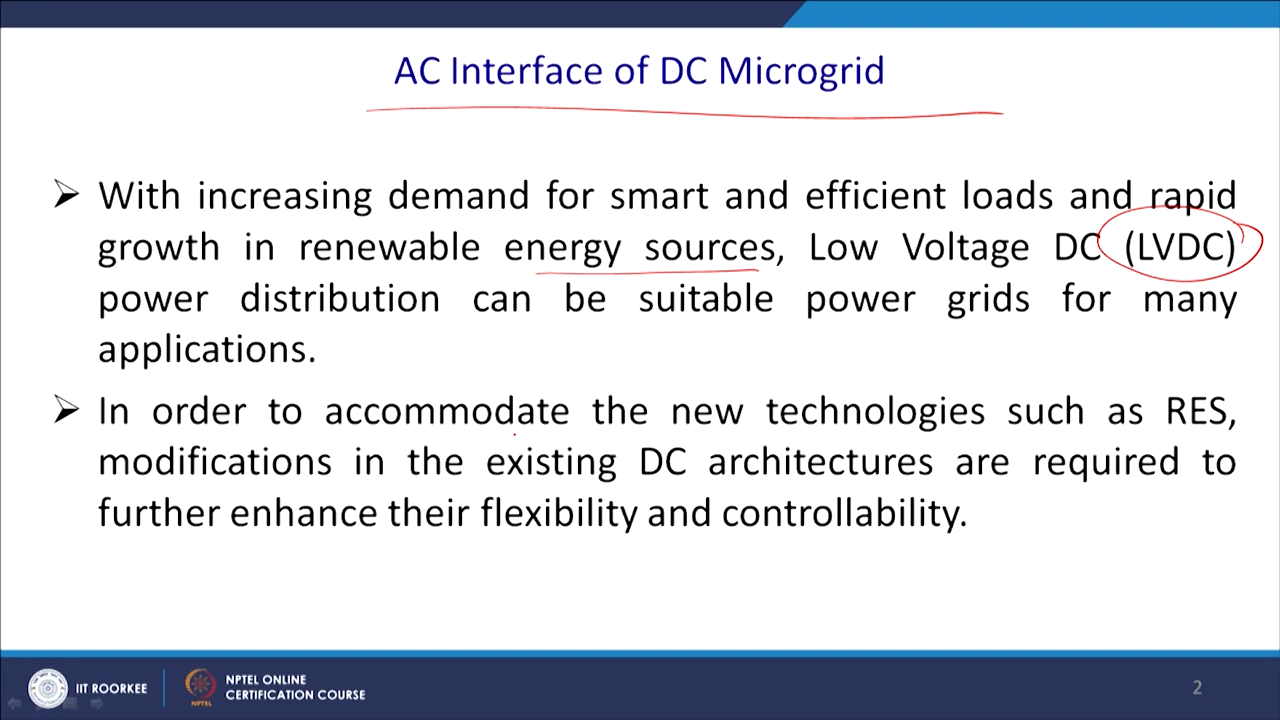 AC Interface of DC Microgrid
With increasing demand for smart and efficient loads and rapid
growth in renewable energy sources, Low Voltage DC (LVDC)
power distribution can be suitable power grids for many
applications.
In order to accommodate the new technologies such as RES,
modifications in the existing DC architectures are required to
further enhance their flexibility and controllability.
IIT ROORKEE
NPTEL
NPTEL ONLINE
CERTIFICATION COURSE
2